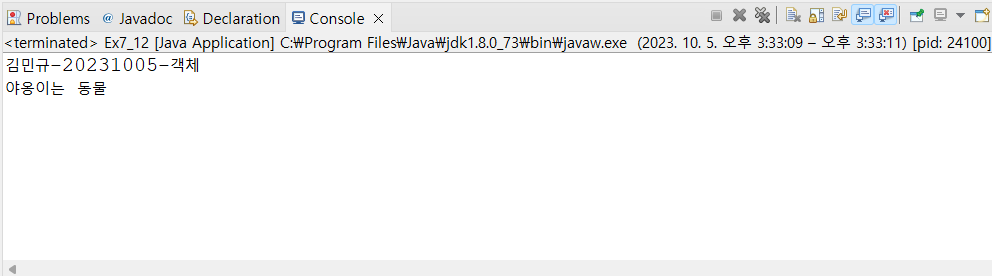 Problems @ Javadoc Declaration Console
<terminated> Ex7_12 [Java Application] C:₩Program Files₩Java₩jdk1.8.0_73₩bin₩javaw.exe (2023. 10. 5. 오후 3:33:09 – 오후 3:33:11) [pid: 24100]
김민규-20231005-객체
야옹이는 동물